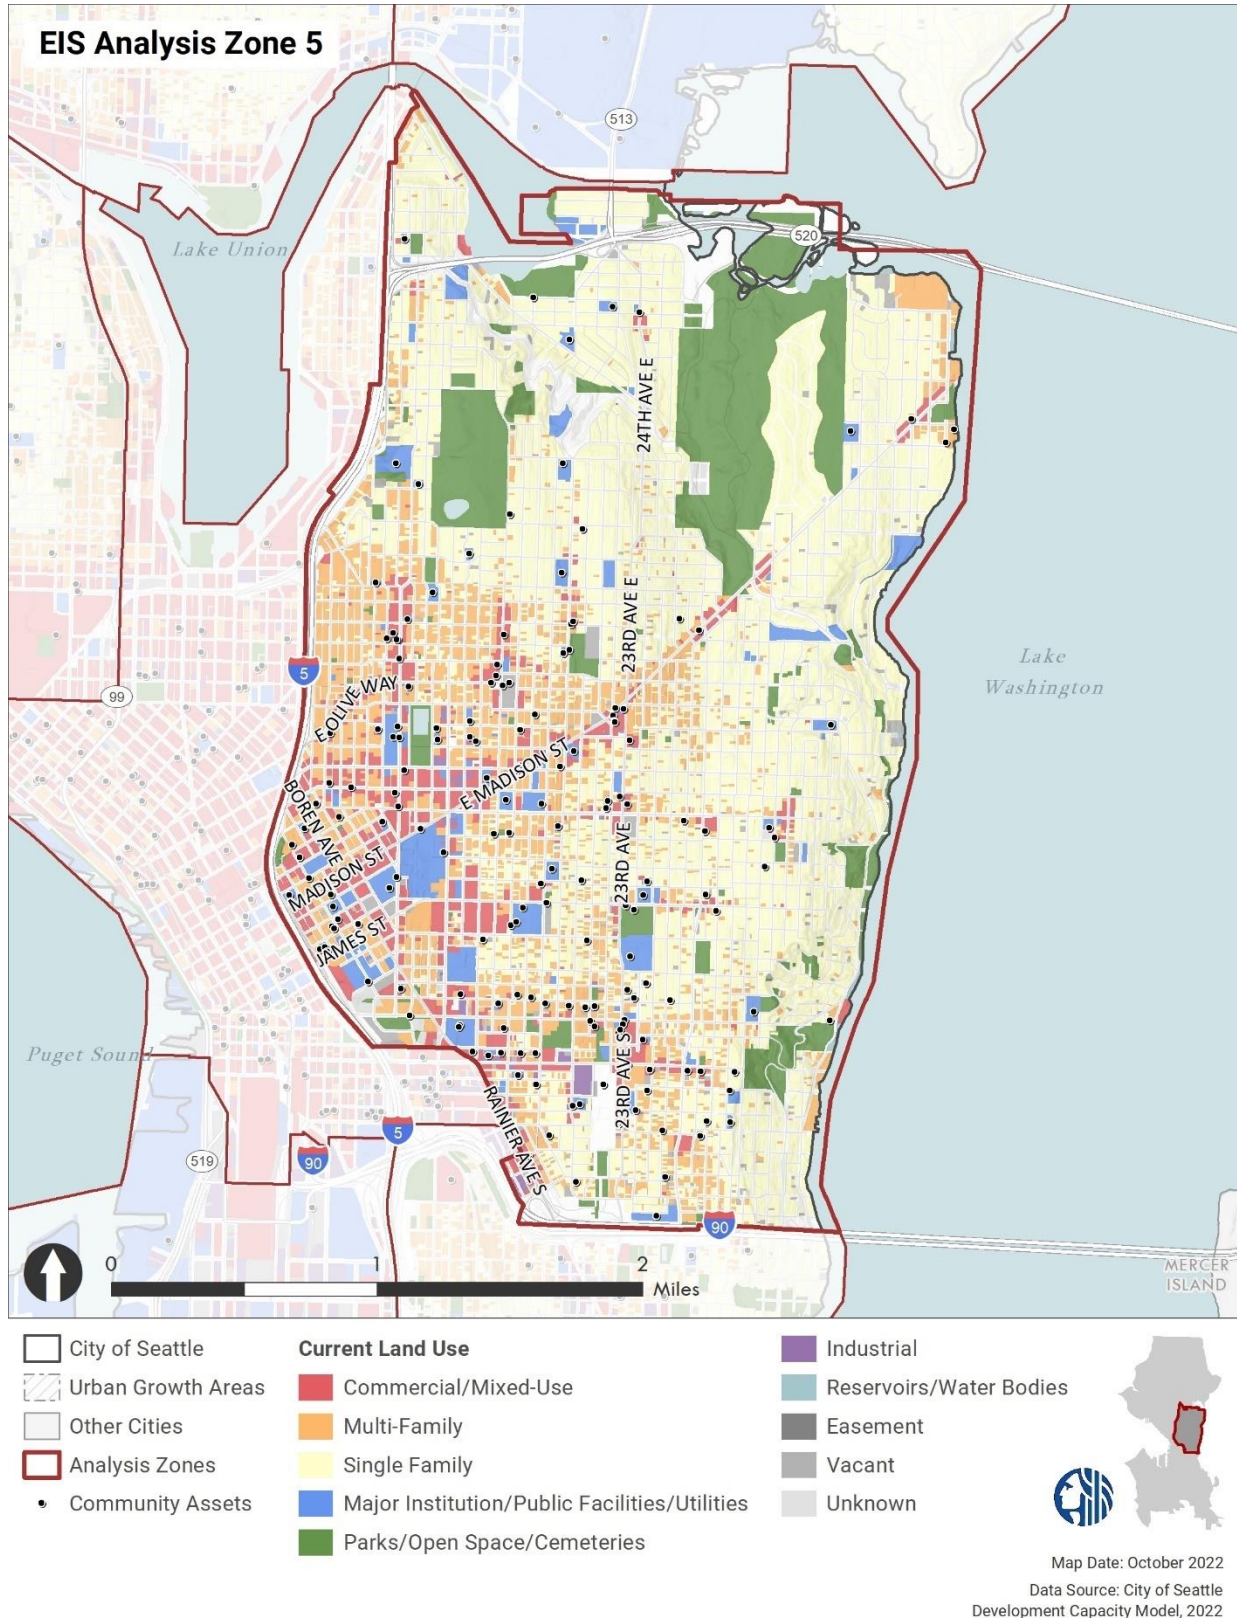 EIS Analysis Zone 5
513
520
Lake Union
24TH AVE E
23RD AVE E
Lake
Washington
5
99
E OLIVE WAY
E MADISON ST
BOREN AVE
MADISON ST
23RD AVE
JAMES ST
Puget Sound
23RD AVE S
RAINIER AVE S
5
90
519
90
0 1 2
Miles
MERCER
ISLAND
City of Seattle
Urban Growth Areas
Other Cities
Analysis Zones
Community Assets
Current Land Use
Commercial/Mixed-Use
Multi-Family
Single Family
Major Institution/Public Facilities/Utilities
Parks/Open Space/Cemeteries
Industrial
Reservoirs/Water Bodies
Easement
Vacant
Unknown
Map Date: October 2022
Data Source: City of Seattle
Development Capacity Model, 2022